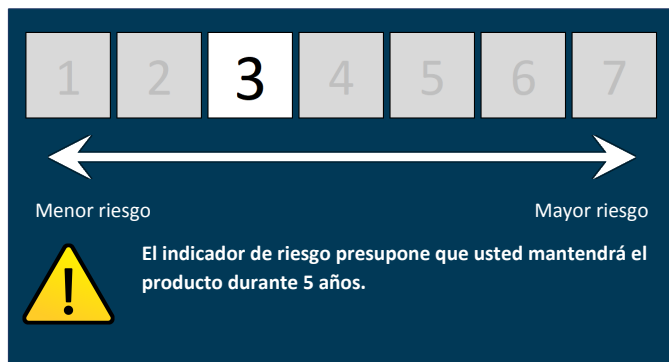 1 2 3 4 5 6 7
Menor riesgo Mayor riesgo
El indicador de riesgo presupone que usted mantendrá el
producto durante 5 años.